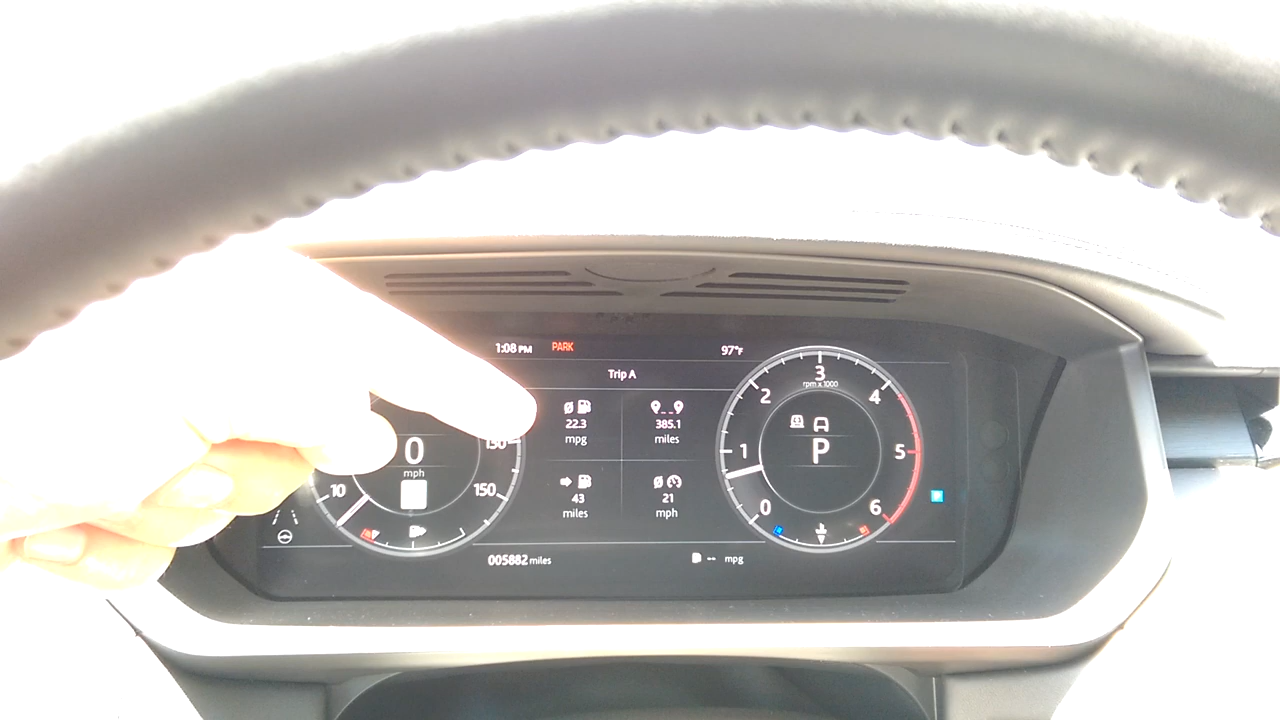 1:08 PM PARK 97°F
Trip A
22.3
mpg
385.1
miles
43
miles
21
mph
0
mph
10
150
005882 miles
-- mpg
3
rpm x 1000
2
4
1
5
0
6
P